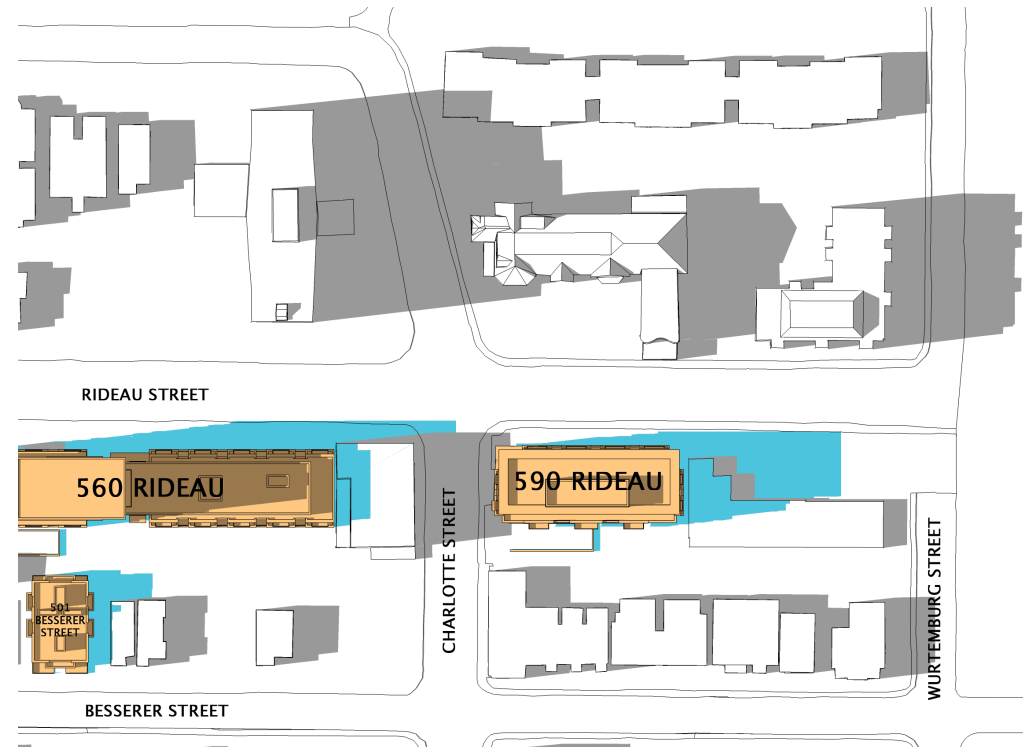 RIDEAU STREET
560 RIDEAU
590 RIDEAU
CHARLOTTE STREET
WURTEMBURG STREET
501
BESSERER
STREET
BESSERER STREET